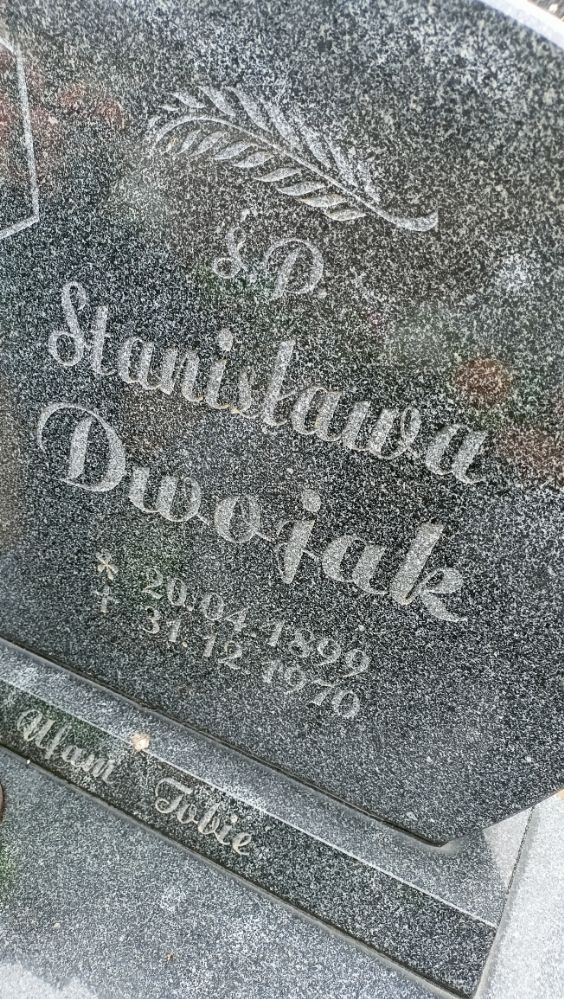 Ś.P.
Stanisława
Dwojak
* 20.04.1899
+ 31.12.1970
Ufam Tobie